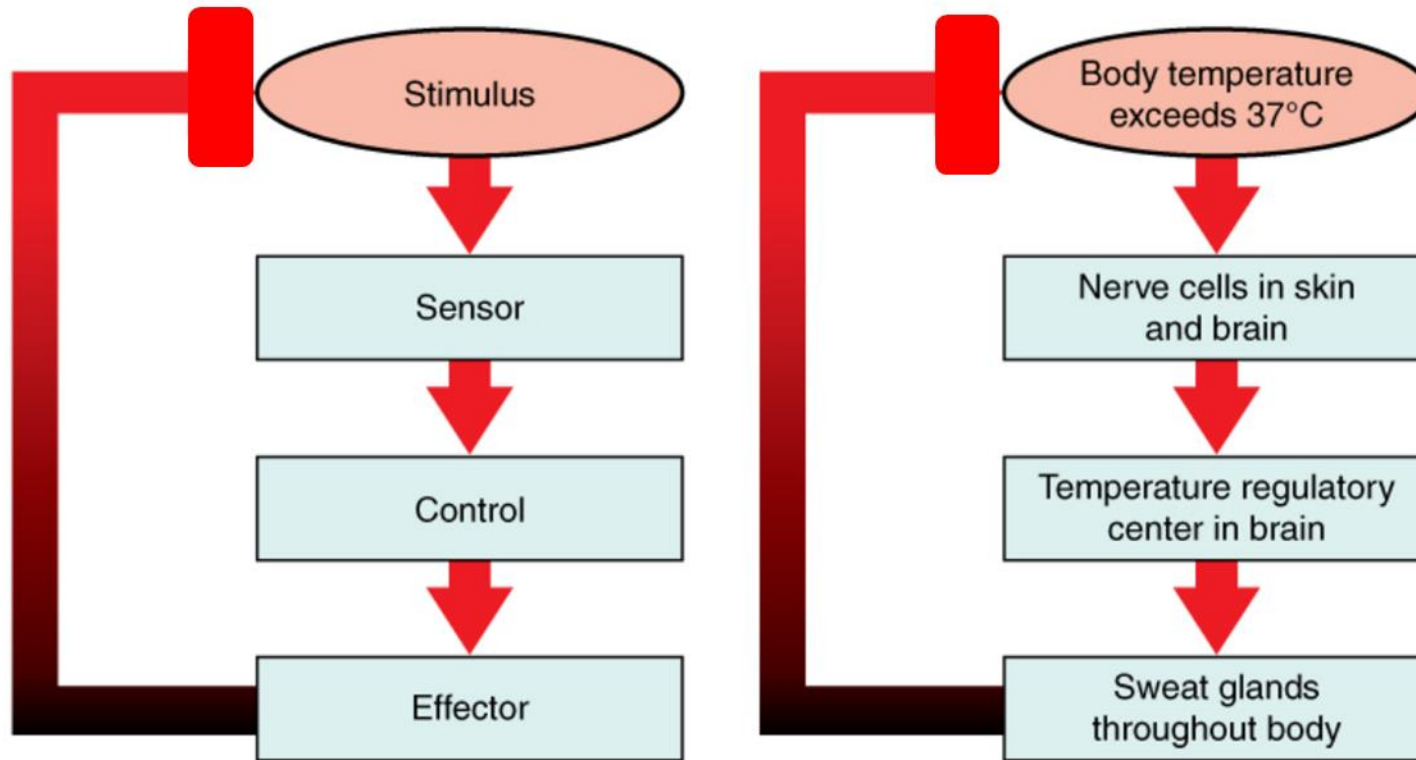 Stimulus
Sensor
Control
Effector
Body temperature
exceeds 37°C
Nerve cells in skin
and brain
Temperature regulatory
center in brain
Sweat glands
throughout body